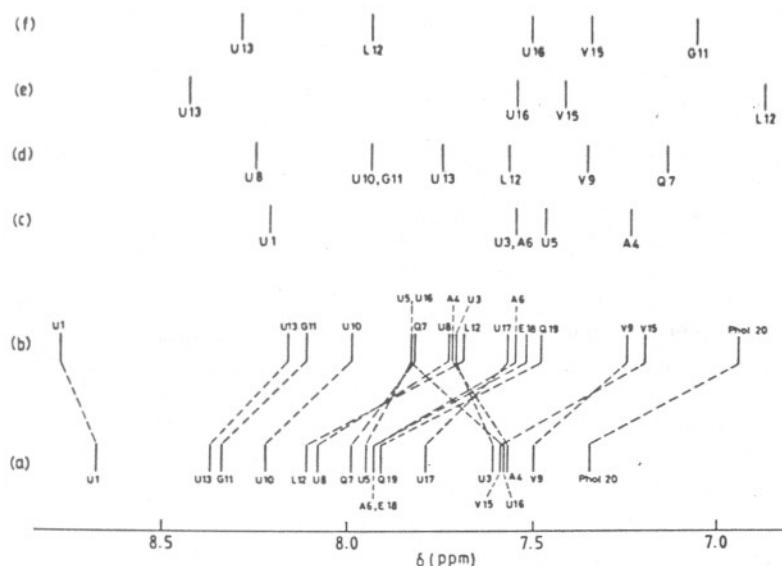 (f)
U13 L12 U16 V15 G11
(e)
U13 U16 V15 L12
(d)
U8 U10,G11 U13 L12 V9 Q7
(c)
U1 U3,A6 U5 A4
U5,U16 A4 U3 A6
U1 U13 G11 U10 Q7 U8 L12 U17 E18 Q19 V9 V15 Phol 20
(b)
(a)
U1 U13 G11 U10 L12 U8 Q7 U5 Q19 U17 U3 A4 V9 Phol 20
A6,E18 V15 U16
8.5 8.0 7.5 7.0
δ(ppm)